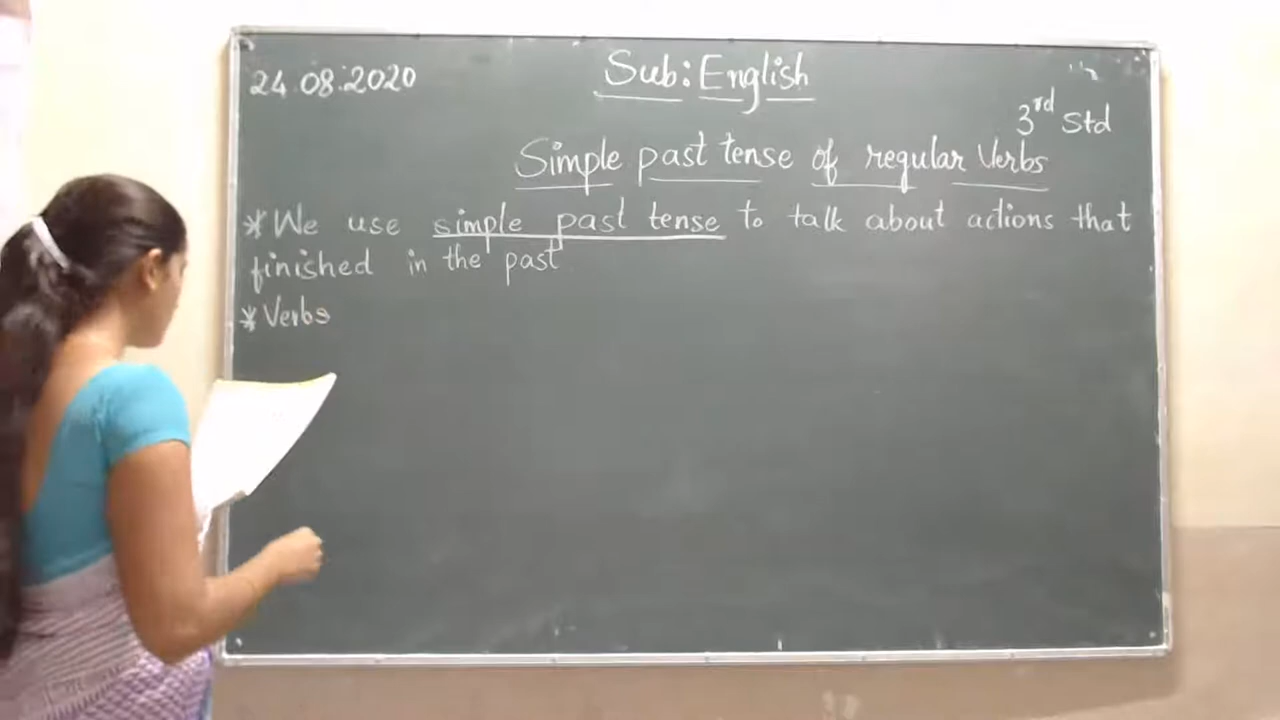 24.08.2020
Sub: English
3rd Std
Simple past tense of regular Verbs
*We use simple past tense to talk about actions that
finished in the past
*Verbs